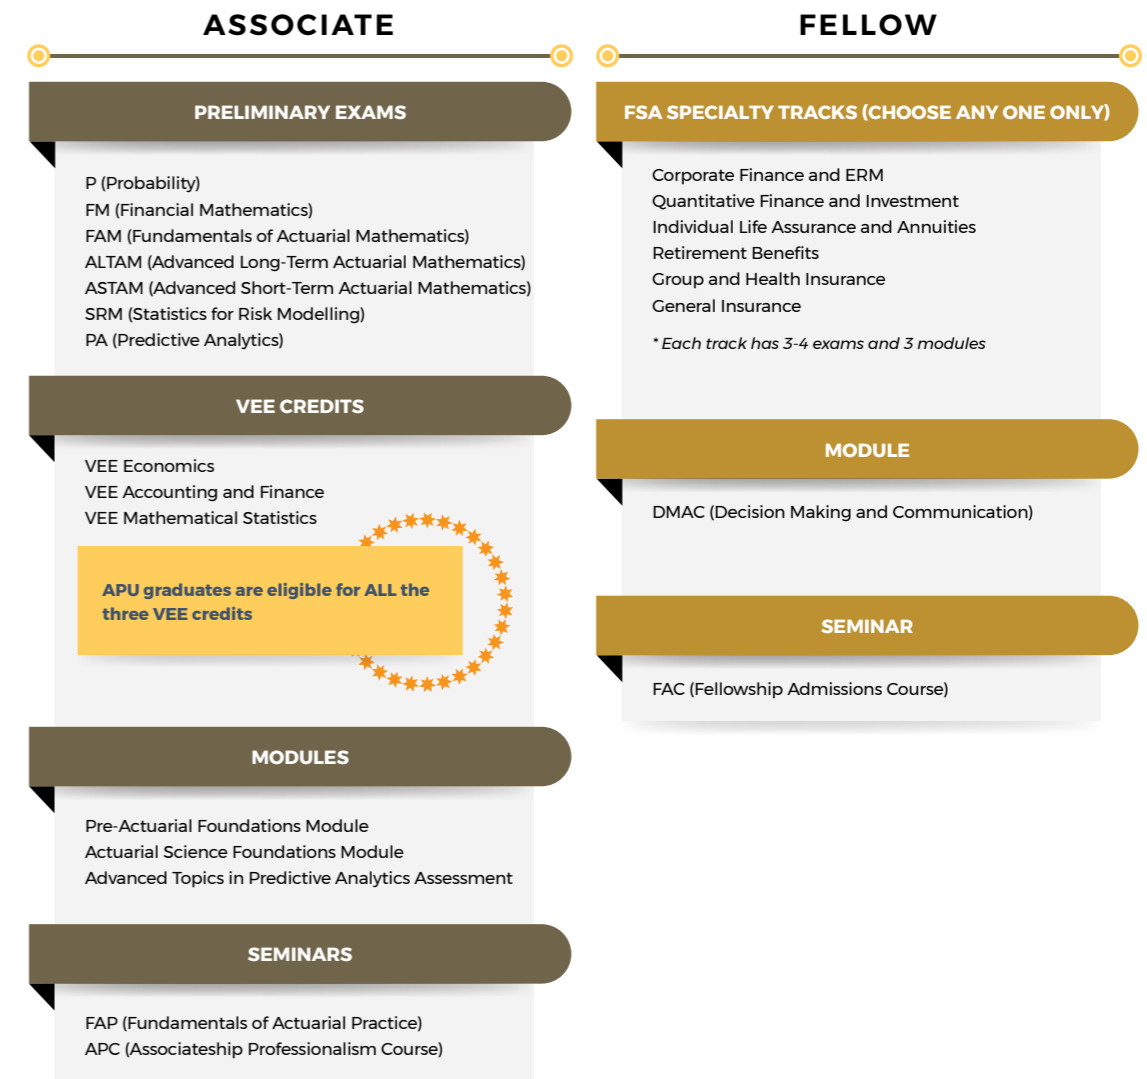 ASSOCIATE
PRELIMINARY EXAMS
P (Probability)
FM (Financial Mathematics)
FAM (Fundamentals of Actuarial Mathematics)
ALTAM (Advanced Long-Term Actuarial Mathematics)
ASTAM (Advanced Short-Term Actuarial Mathematics)
SRM (Statistics for Risk Modelling)
PA (Predictive Analytics)
VEE CREDITS
VEE Economics
VEE Accounting and Finance
VEE Mathematical Statistics
APU graduates are eligible for ALL the
three VEE credits
MODULES
Pre-Actuarial Foundations Module
Actuarial Science Foundations Module
Advanced Topics in Predictive Analytics Assessment
SEMINARS
FAP (Fundamentals of Actuarial Practice)
APC (Associateship Professionalism Course)
FELLOW
FSA SPECIALTY TRACKS (CHOOSE ANY ONE ONLY)
Corporate Finance and ERM
Quantitative Finance and Investment
Individual Life Assurance and Annuities
Retirement Benefits
Group and Health Insurance
General Insurance
* Each track has 3-4 exams and 3 modules
MODULE
DMAC (Decision Making and Communication)
SEMINAR
FAC (Fellowship Admissions Course)